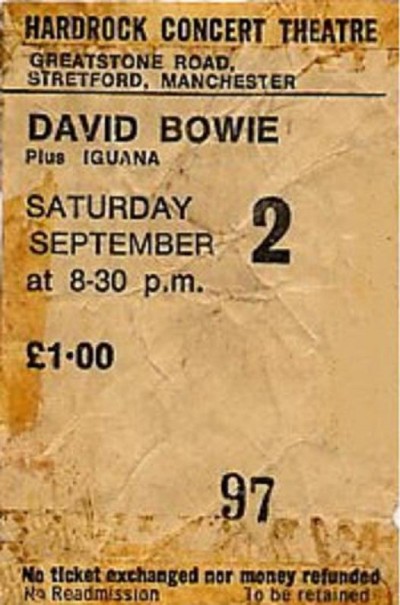 HARDROCK CONCERT THEATRE
GREATSTONE ROAD,
STRETFORD, MANCHESTER
DAVID BOWIE
Plus IGUANA
SATURDAY
SEPTEMBER 2
at 8-30 p.m.
£1·00
97
No ticket exchanged nor money refunded
No Readmission To be retained